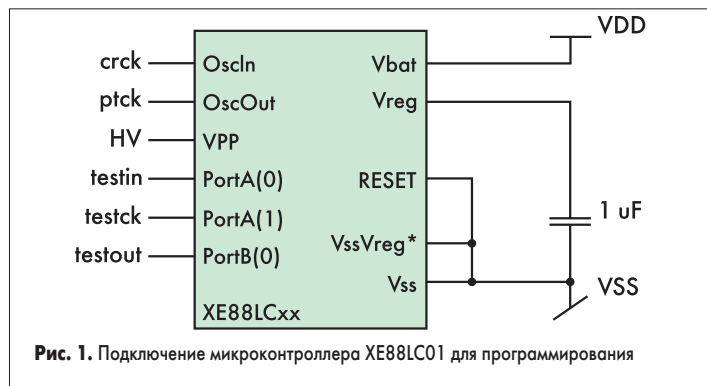 VDD
crck
OscIn
Vbat
ptck
OscOut
Vreg
HV
VPP
testin
PortA(0)
RESET
testck
PortA(1)
1 uF
testout
PortB(0)
VssVreg*
Vss
VSS
XE88LCxx
Рис. 1. Подключение микроконтроллера XE88LC01 для программирования